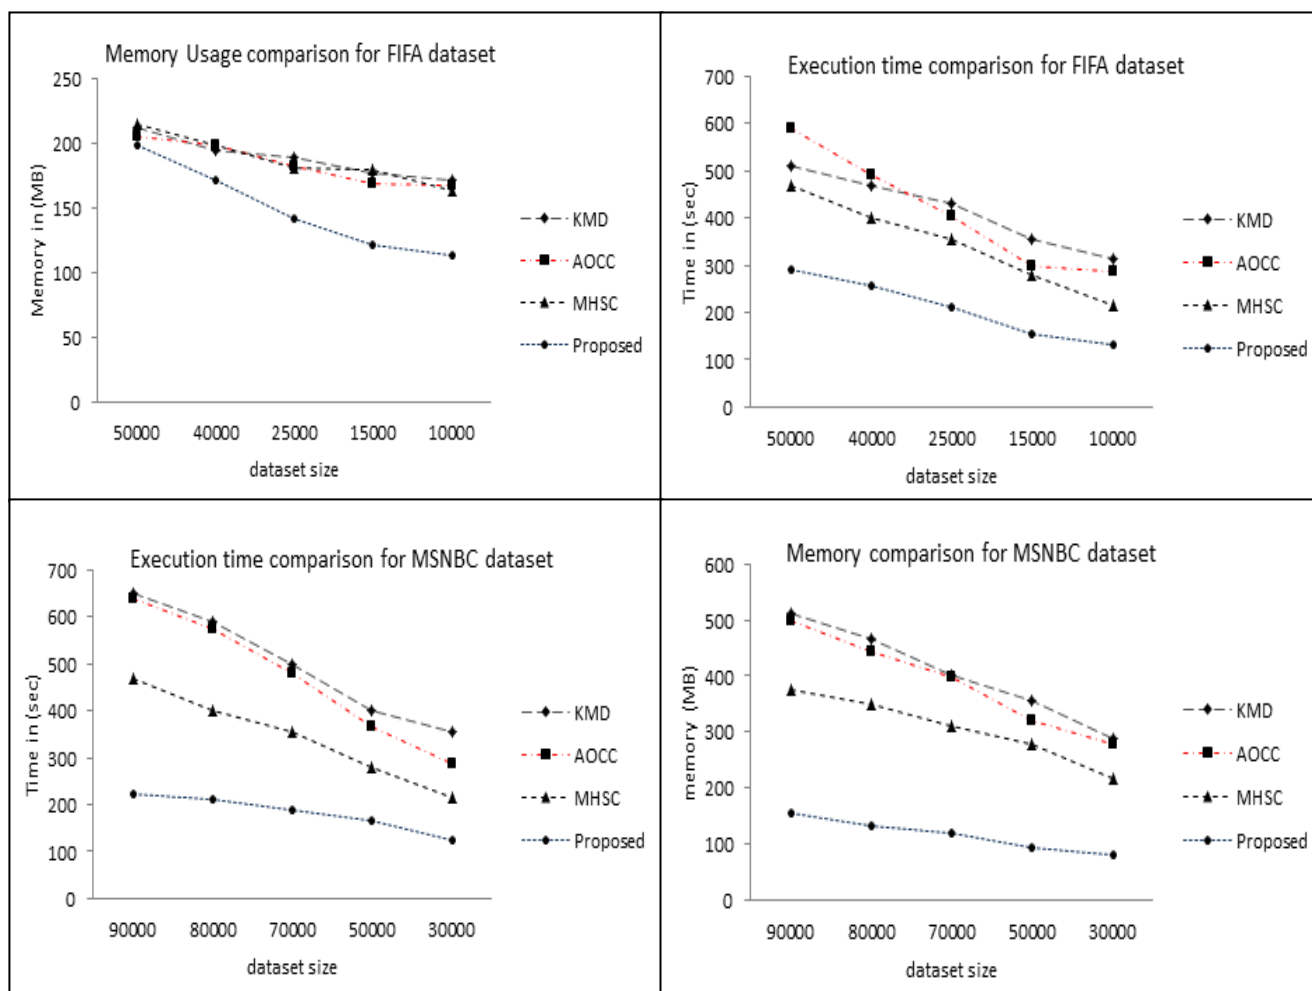 Memory Usage comparison for FIFA dataset
250
200
150
100
50
0
Memory in (MB)
50000 40000 25000 15000 10000
dataset size
KMD
AOCC
MHSC
Proposed
Execution time comparison for FIFA dataset
700
600
500
400
300
200
100
0
Time in (sec)
50000 40000 25000 15000 10000
dataset size
KMD
AOCC
MHSC
Proposed
Execution time comparison for MSNBC dataset
700
600
500
400
300
200
100
0
Time in (sec)
90000 80000 70000 50000 30000
dataset size
KMD
AOCC
MHSC
Proposed
Memory comparison for MSNBC dataset
600
500
400
300
200
100
0
memory (MB)
90000 80000 70000 50000 30000
dataset size
KMD
AOCC
MHSC
Proposed